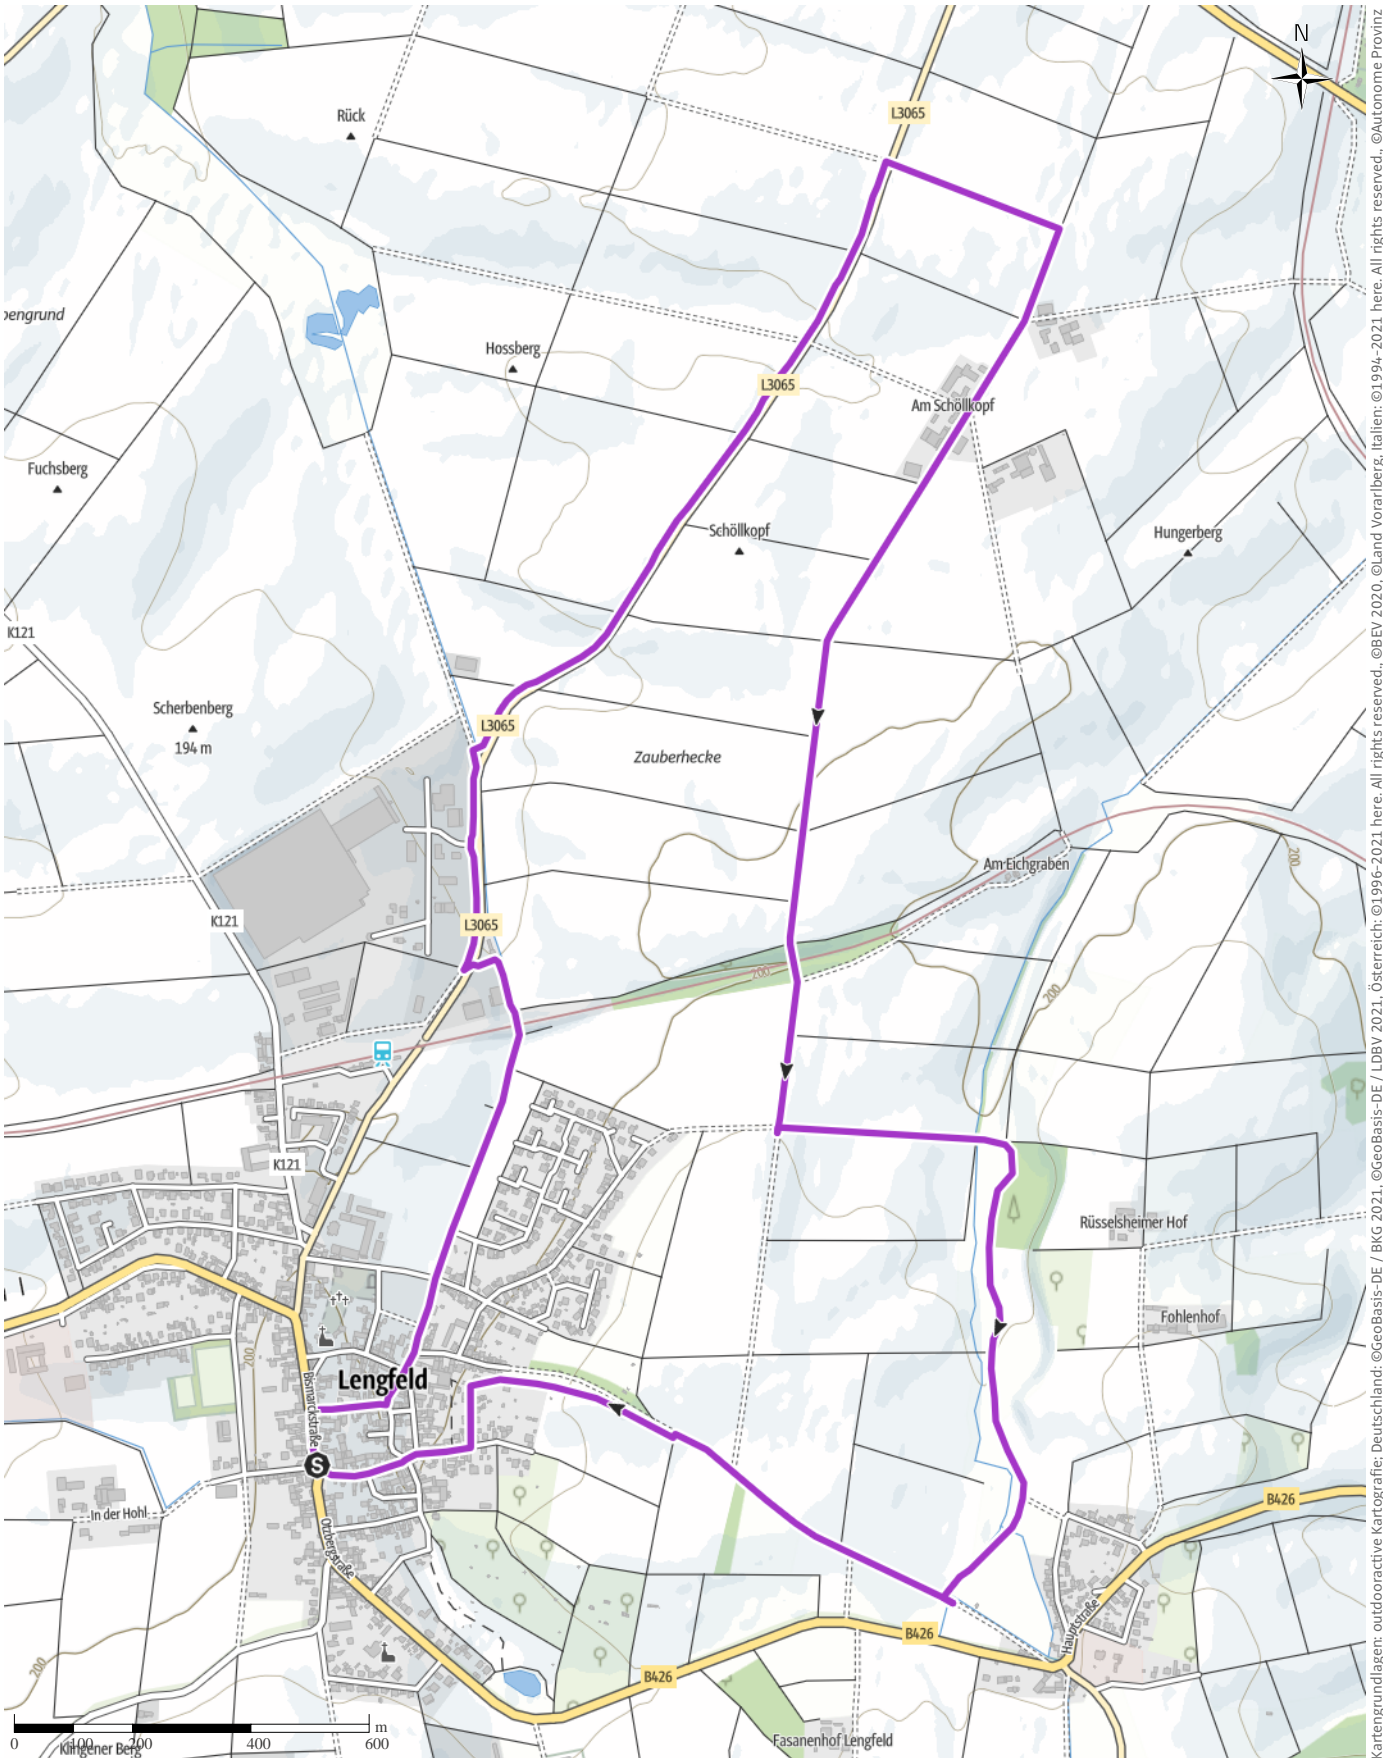 N
L3065
Rück
bengrund
Hossberg
L3065
Am Schöllkopf
Fuchsberg
Schöllkopf
Hungerberg
K121
Scherbenberg
194 m
L3065
Zauberhecke
Am Eichgraben
200
K121
L3065
200
200
K121
Rüsselsheimer Hof
Fohlenhof
200
Lengfeld
Bismarckstraße
S
In der Hohl
B426
Otzbergstraße
Hauptstraße
B426
200
B426
0 100 200 400 600 m
Klingener Berg
Fasanenhof Lengfeld
Kartengrundlagen: outdooractive Kartografie; Deutschland: ©GeoBasis-DE / BKG 2021, ©GeoBasis-DE / LDBV 2021, Österreich: ©1996-2021 here. All rights reserved., ©BEV 2020, ©Land Vorarlberg, Italien: ©1994-2021 here. All rights reserved., ©Autonome Provinz